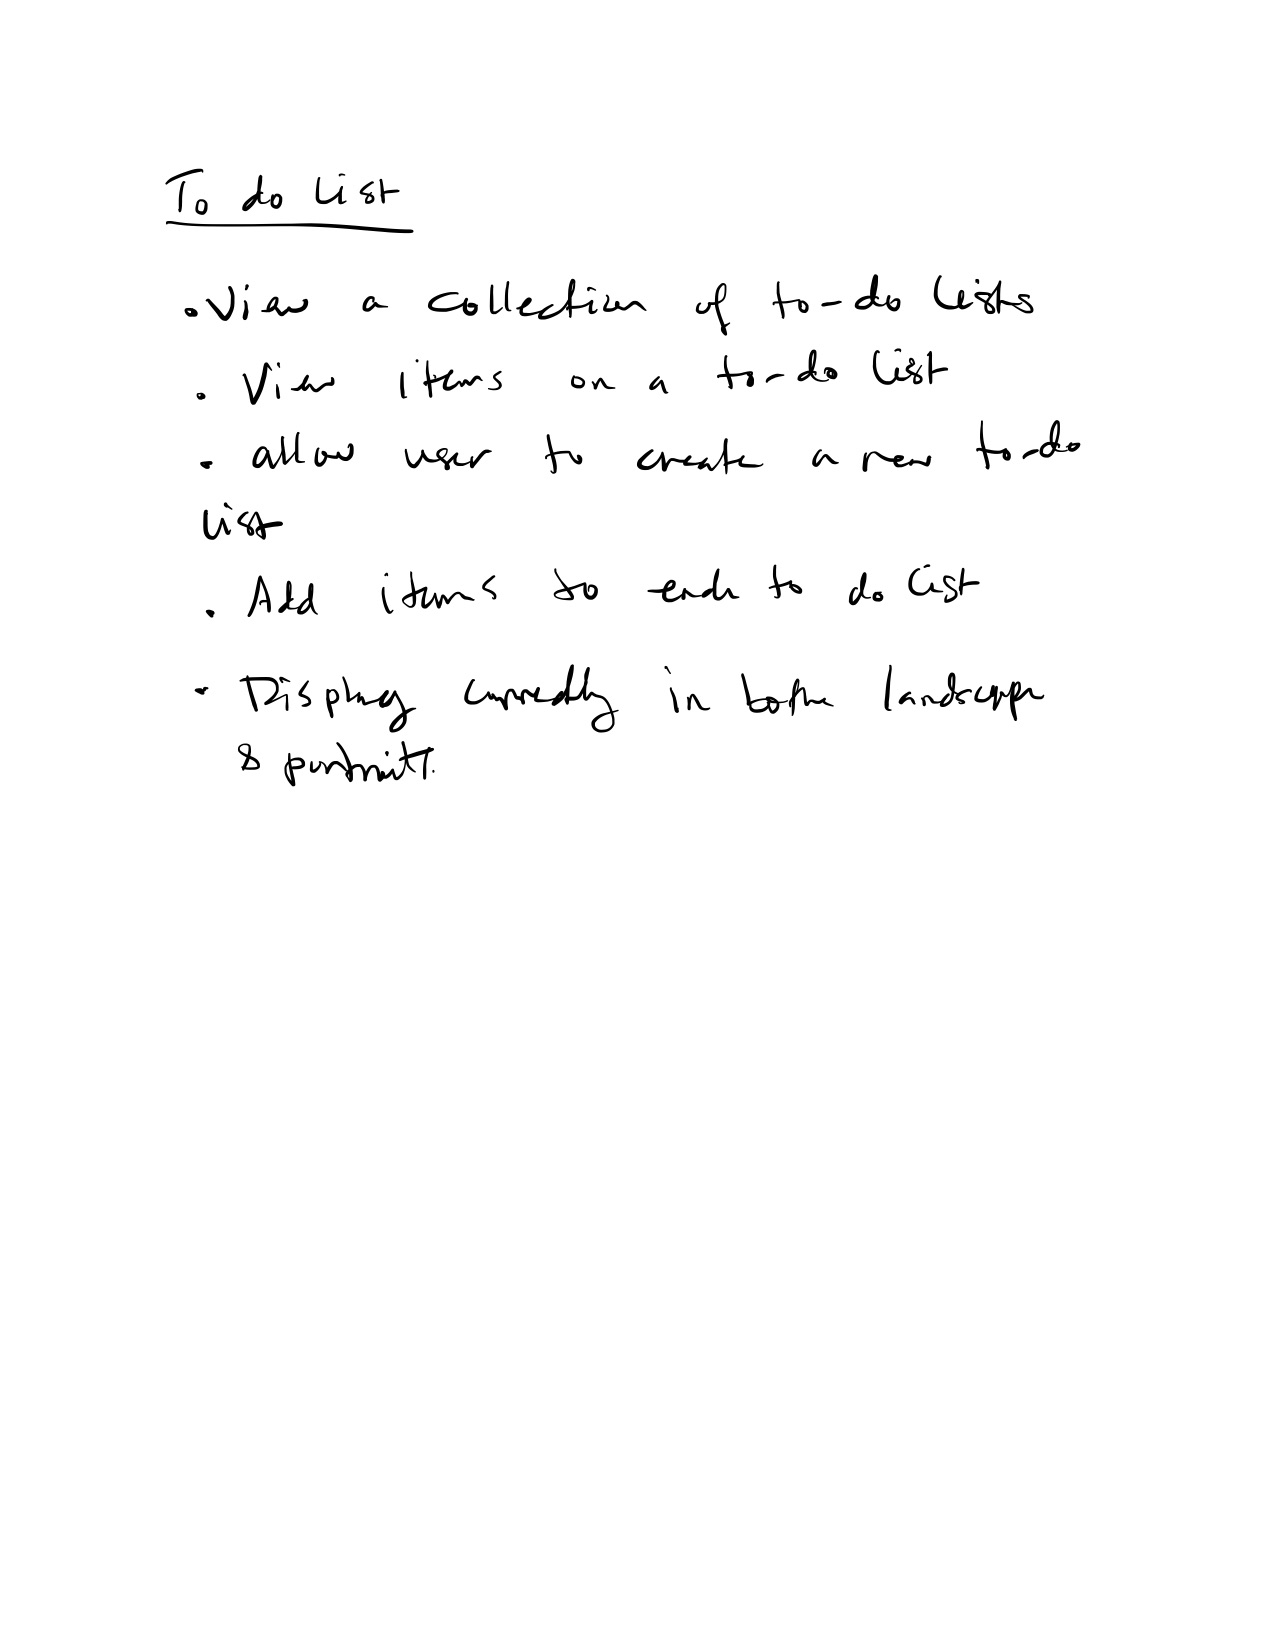 To do List
• View a collection of to-do lists
• View items on a to-do list
• allow user to create a new to-do
list
• Add items to each to do list
• Display correctly in both landscape
& portrait.